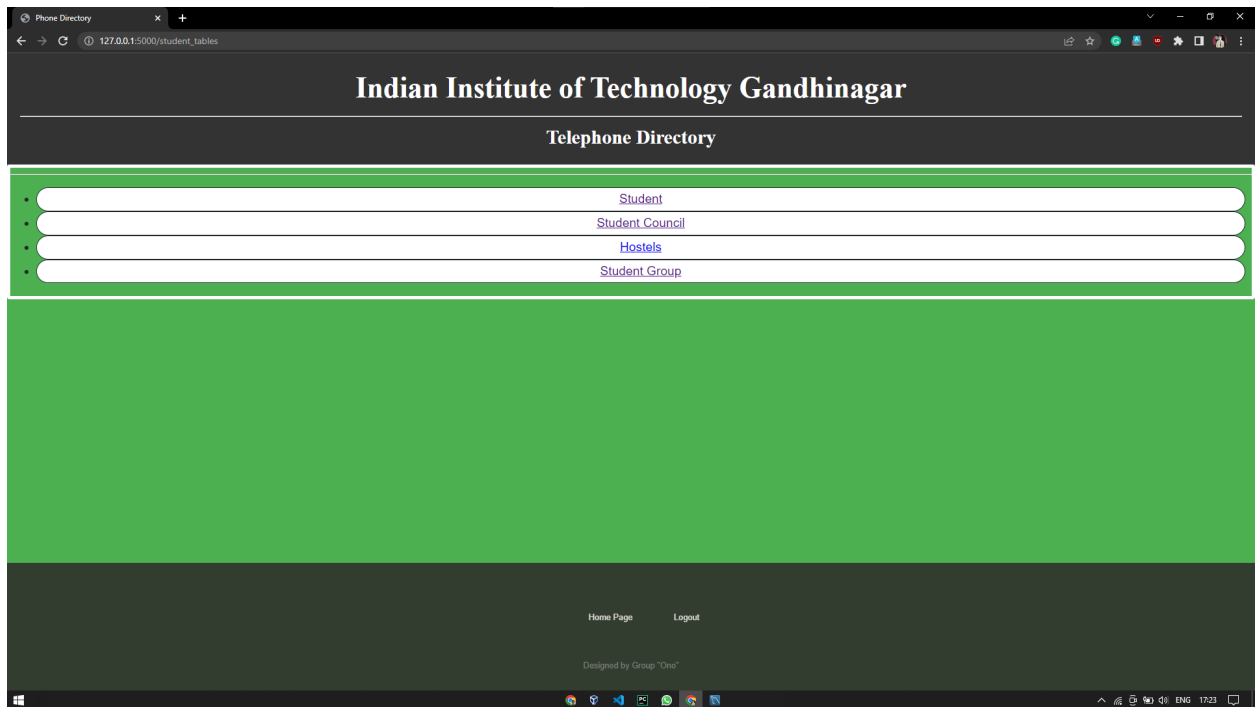 Phone Directory
127.0.0.1:5000/student_tables
Indian Institute of Technology Gandhinagar
Telephone Directory
Student
Student Council
Hostels
Student Group
Home Page Logout
Designed by Group "Ono"
ENG 17:23